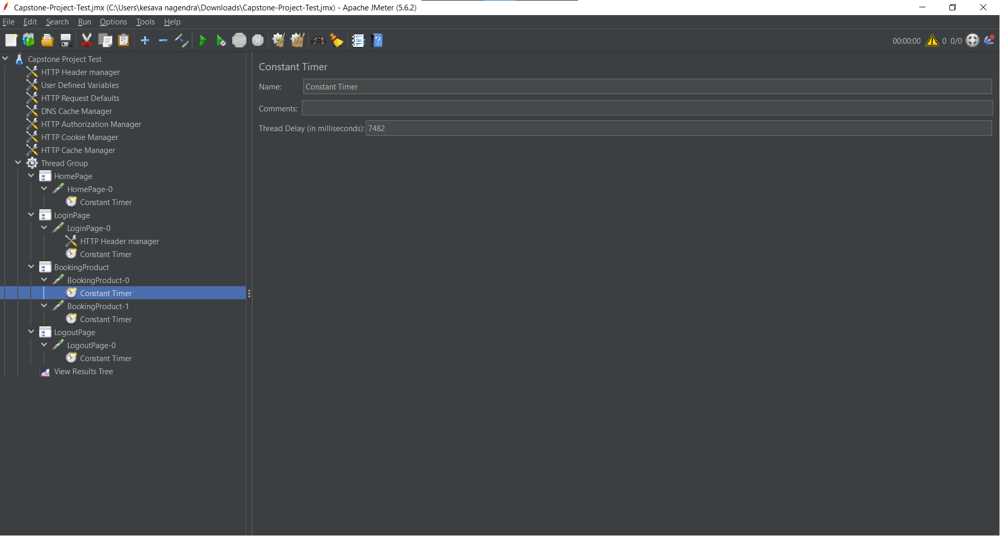 Capstone-Project-Test.jmx (C:\Users\kesava nagendra\Downloads\Capstone-Project-Test.jmx) - Apache JMeter (5.6.2)
File Edit Search Run Options Tools Help
STOP 00:00:00 0 0/0
Capstone Project Test
HTTP Header manager
User Defined Variables
HTTP Request Defaults
DNS Cache Manager
HTTP Authorization Manager
HTTP Cookie Manager
HTTP Cache Manager
Thread Group
HomePage
HomePage-0
Constant Timer
LoginPage
LoginPage-0
HTTP Header manager
Constant Timer
BookingProduct
BookingProduct-0
Constant Timer
BookingProduct-1
Constant Timer
LogoutPage
LogoutPage-0
Constant Timer
View Results Tree
Constant Timer
Name: Constant Timer
Comments:
Thread Delay (in milliseconds): 7482